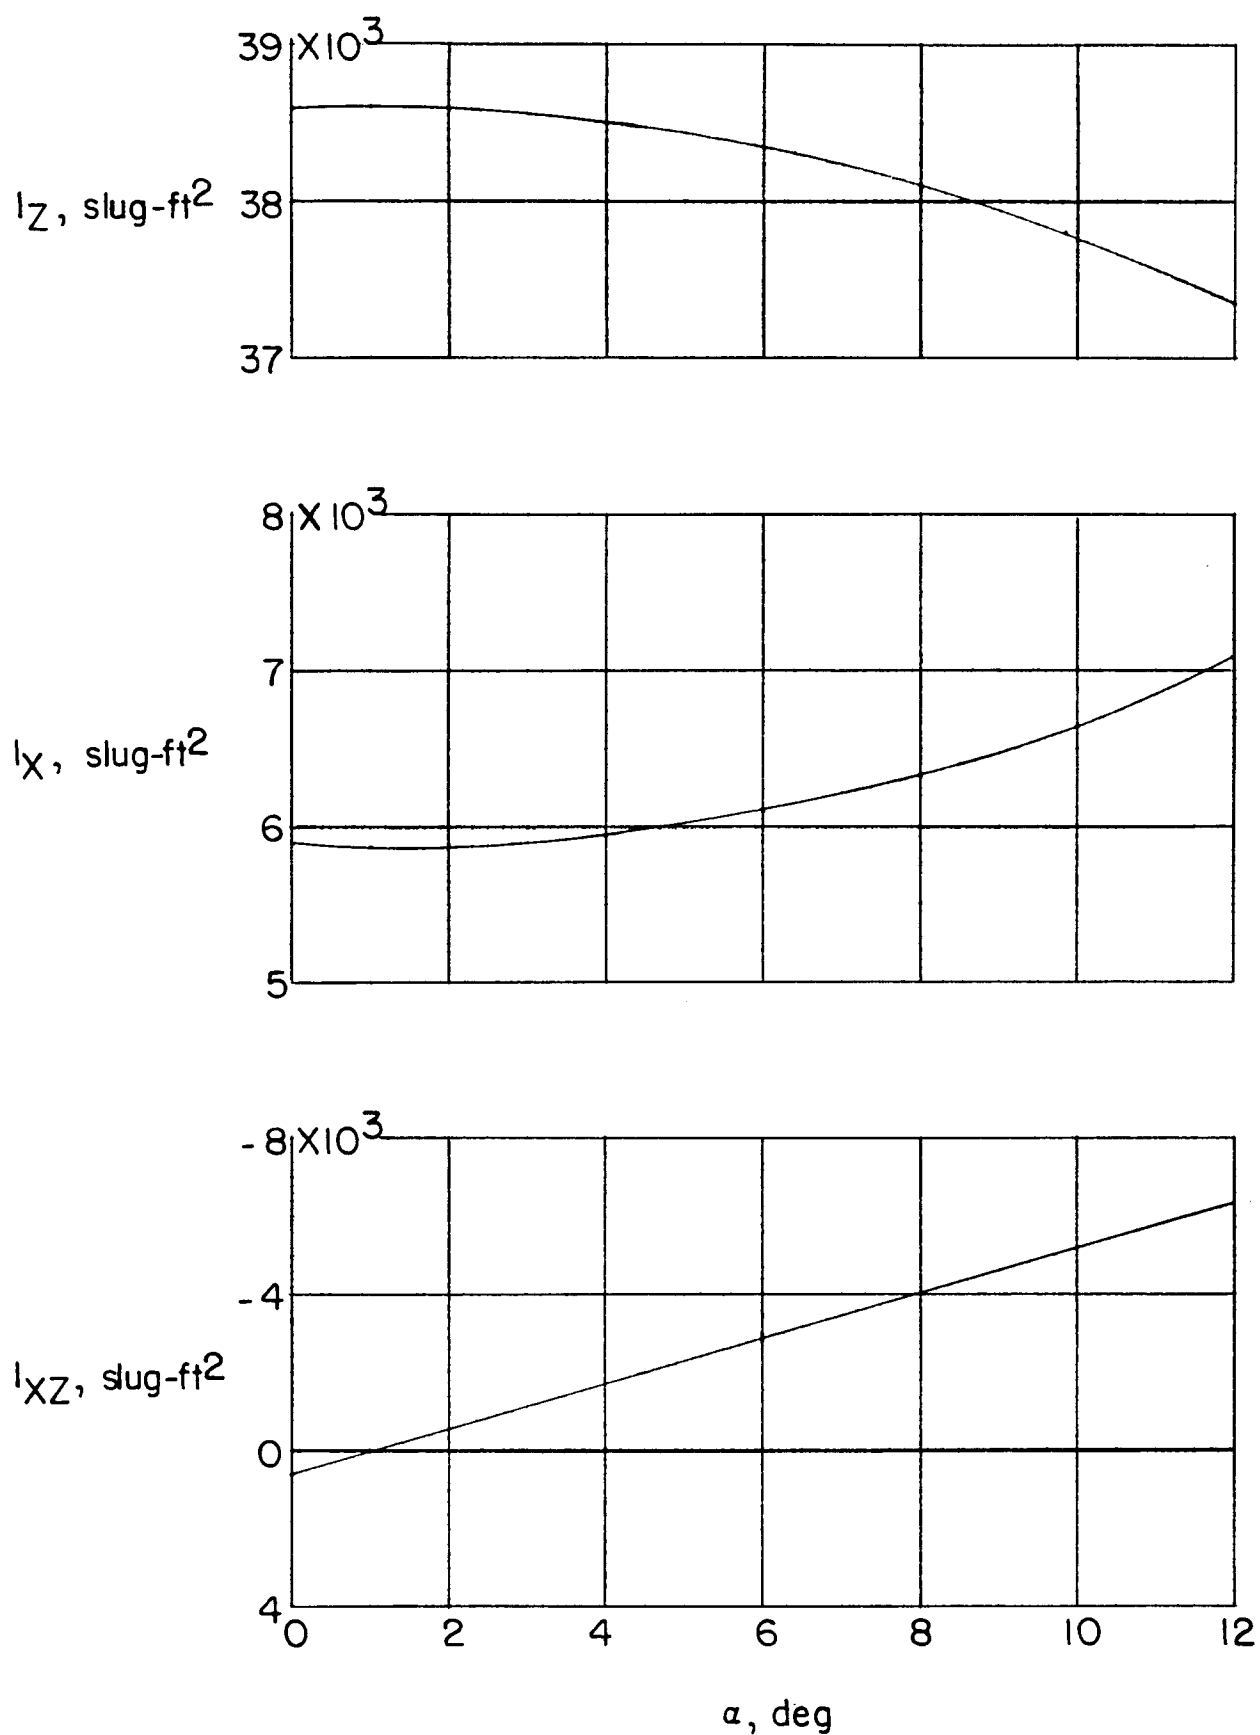 39 X10³
I_Z, slug-ft²
38
37
8 X10³
7
I_X, slug-ft²
6
5
-8 X10³
-4
I_XZ, slug-ft²
0
4
0 2 4 6 8 10 12
α, deg